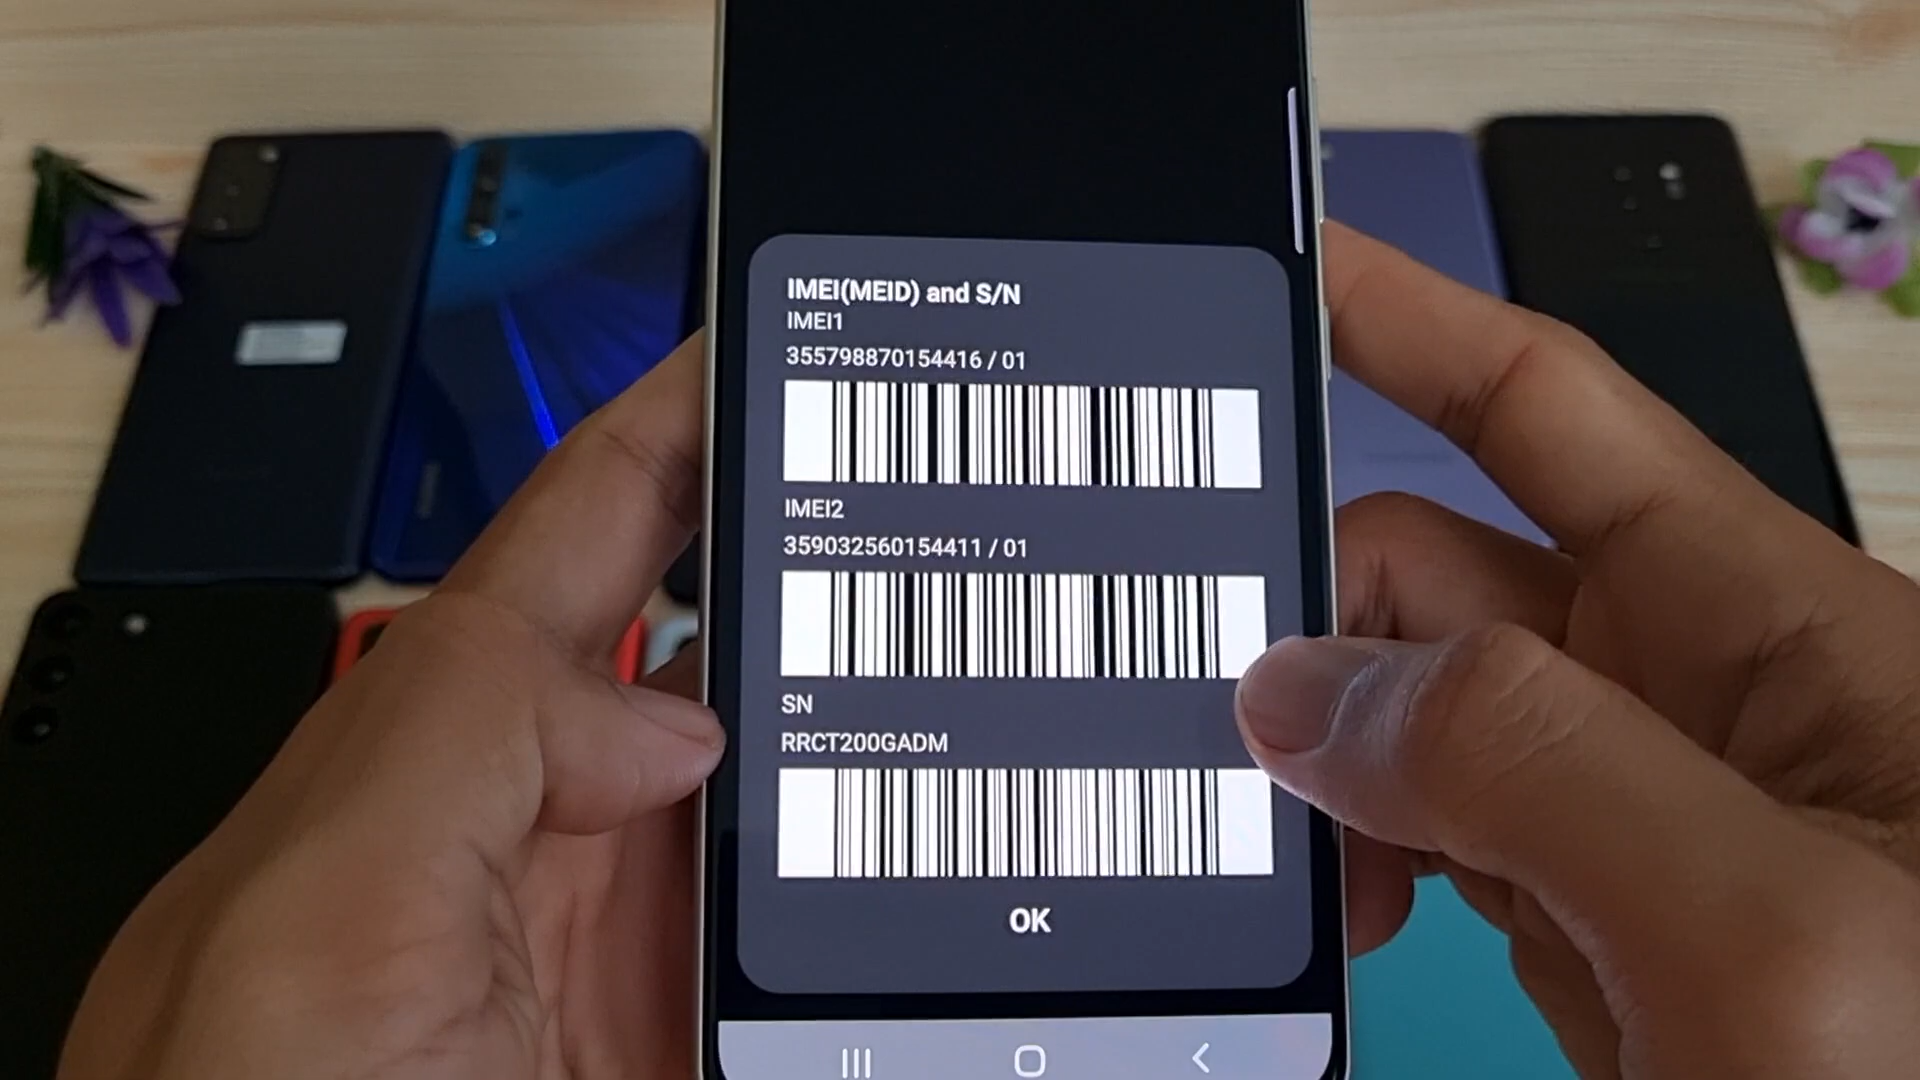 IMEI(MEID) and S/N
IMEI1
355798870154416 / 01
IMEI2
359032560154411 / 01
SN
RRCT200GADM
OK